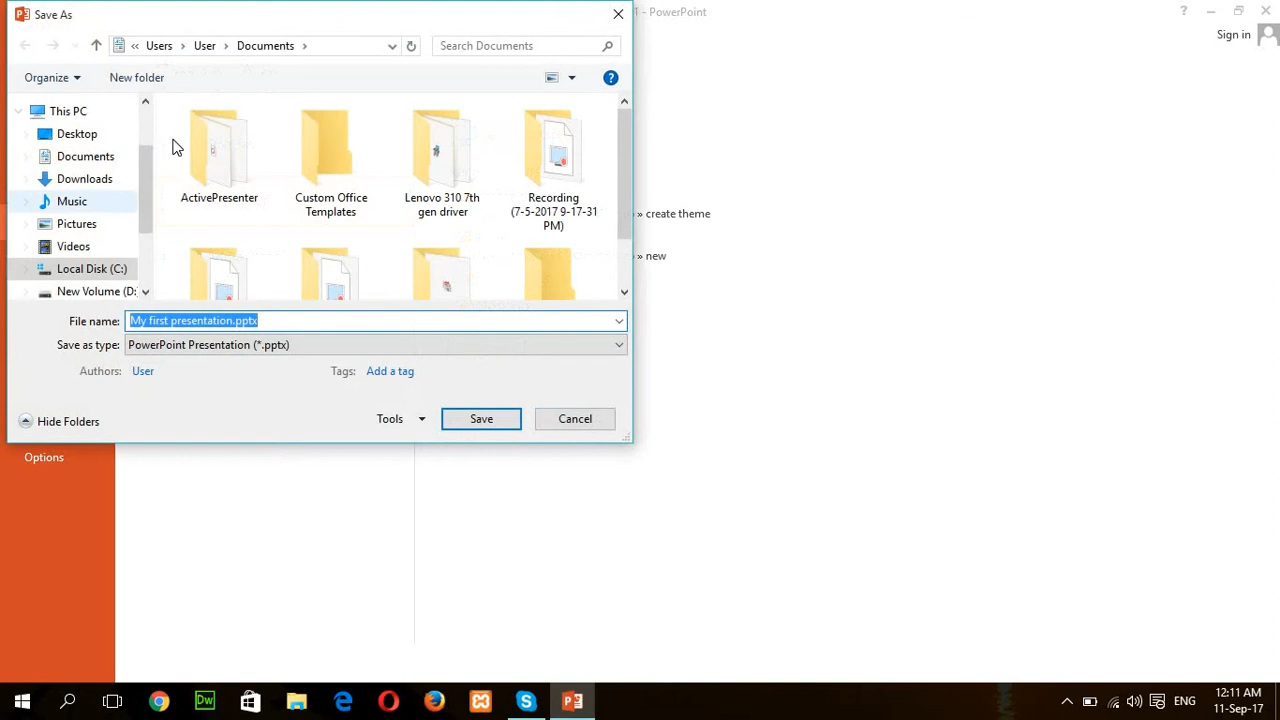 Save As
1 - PowerPoint
?
Sign in
Users
User
Documents
Search Documents
Organize
New folder
?
This PC
Desktop
Documents
Downloads
Music
Pictures
Videos
Local Disk (C:)
New Volume (D:
ActivePresenter
Custom Office
Templates
Lenovo 310 7th
gen driver
Recording
(7-5-2017 9-17-31
PM)
» create theme
» new
File name:
My first presentation.pptx
Save as type:
PowerPoint Presentation (*.pptx)
Authors:
User
Tags:
Add a tag
Hide Folders
Tools
Save
Cancel
Options
Dw
ENG
12:11 AM
11-Sep-17